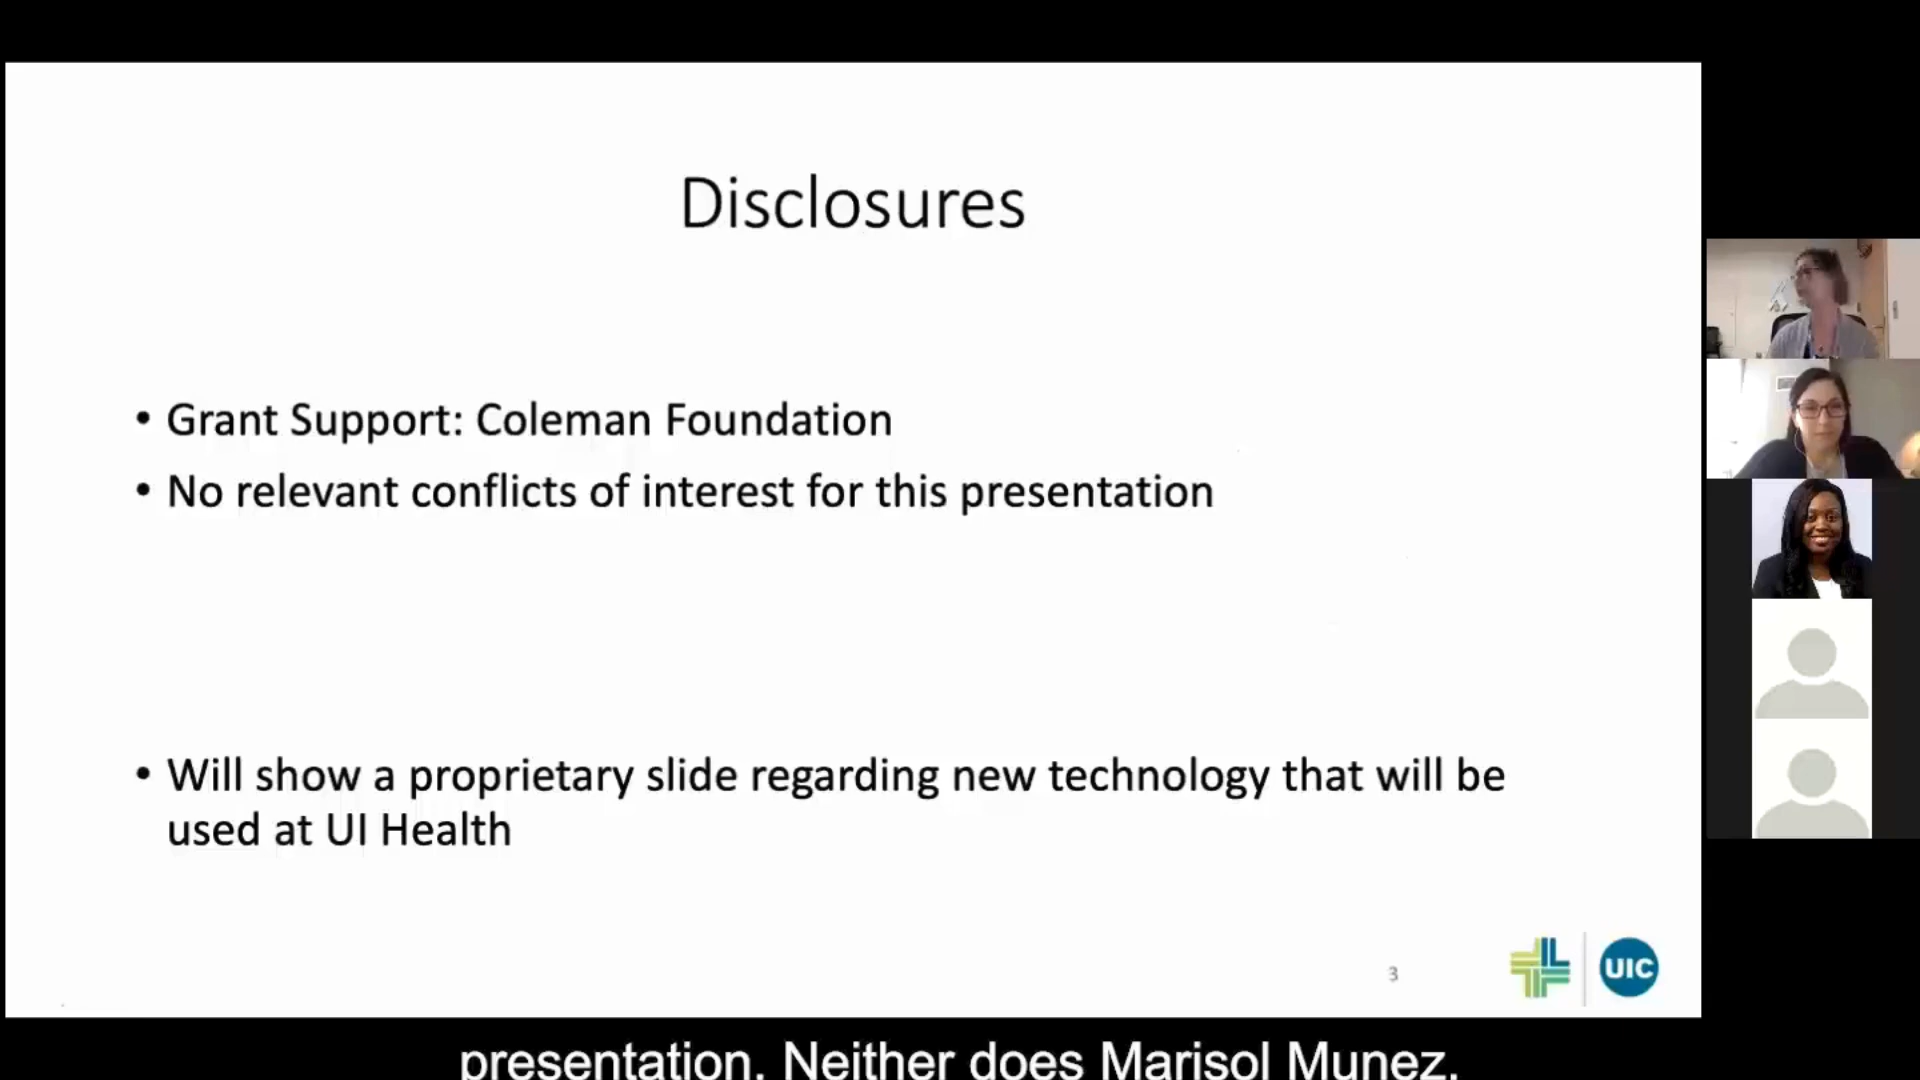 Disclosures
• Grant Support: Coleman Foundation
• No relevant conflicts of interest for this presentation
• Will show a proprietary slide regarding new technology that will be
used at UI Health
3
UIC
presentation. Neither does Marisol Munez.